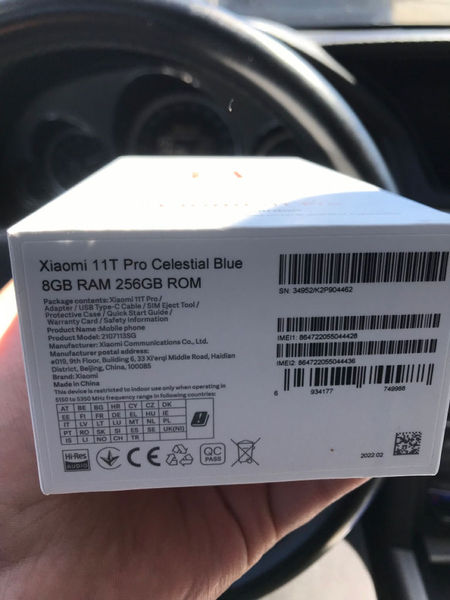 Xiaomi 11T Pro Celestial Blue
8GB RAM 256GB ROM
Package contents: Xiaomi 11T Pro /
Adapter / USB Type-C Cable / SIM Eject Tool /
Protective Case / Quick Start Guide /
Warranty Card / Safety Information
Product Name: Mobile phone
Product Model: 2107113SG
Manufacturer: Xiaomi Communications Co., Ltd.
Manufacturer postal address:
#019, 9th Floor, Building 6, 33 Xi'erqi Middle Road, Haidian
District, Beijing, China, 100085
Brand: Xiaomi
Made in China
This device is restricted to indoor use only when operating in
5150 to 5350 MHz frequency range in following countries:
AT BE BG HR CY CZ DK
EE FI FR DE EL HU IE
IT LV LT LU MT NL PL
PT RO SK SI ES SE UK(NI)
IS LI NO CH TR
SN: 34952/K2P904462
IMEI1: 864722055044428
IMEI2: 864722055044436
6 934177 749988
Hi-Res
AUDIO
CE
QC
PASS
2022.02